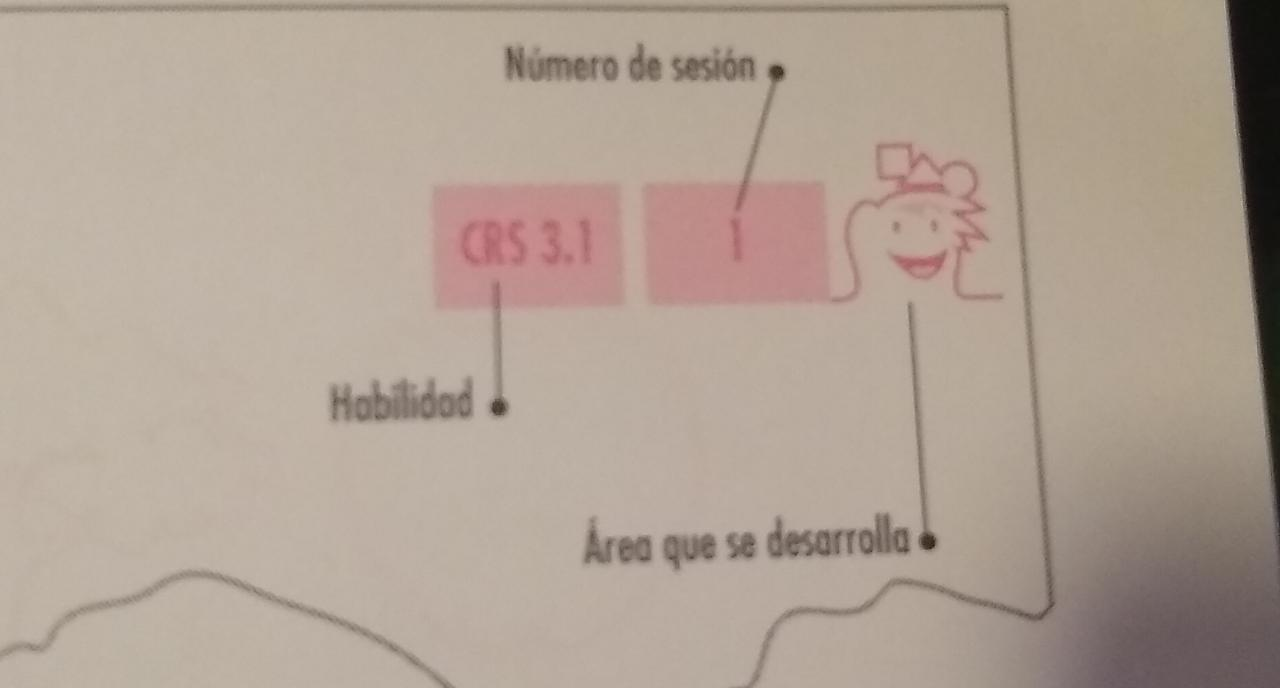 Número de sesión
CRS 3.1 1
Habilidad
Área que se desarrolla